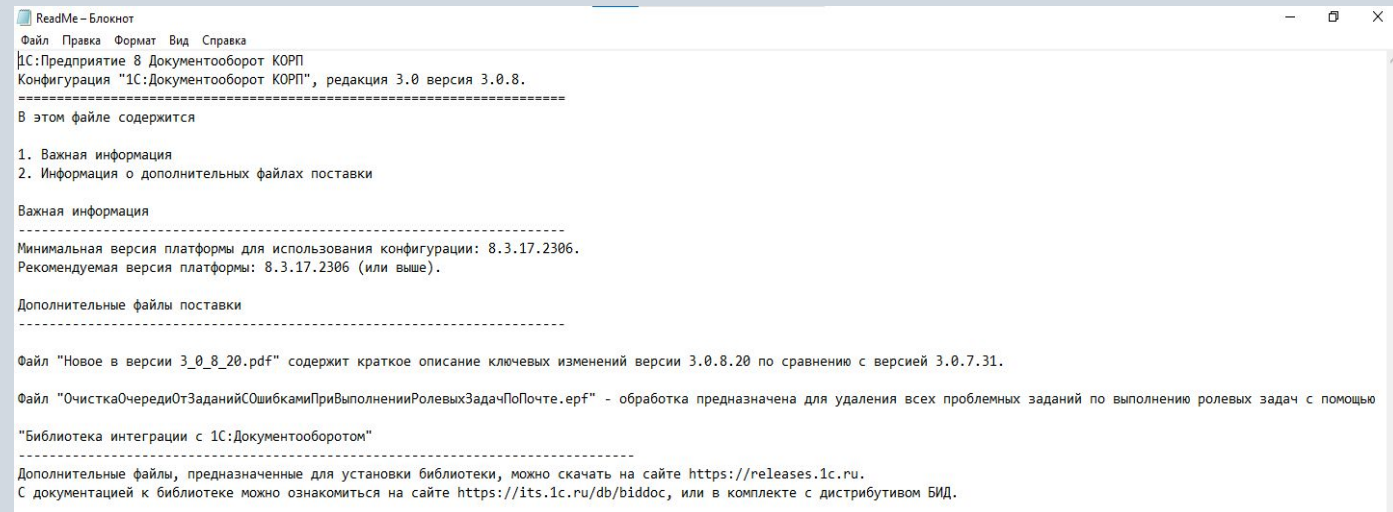 ReadMe – Блокнот
Файл Правка Формат Вид Справка
1С:Предприятие 8 Документооборот КОРП
Конфигурация "1С:Документооборот КОРП", редакция 3.0 версия 3.0.8.
=======================================================================
В этом файле содержится
1. Важная информация
2. Информация о дополнительных файлах поставки
Важная информация
-----------------------------------------------------------------------
Минимальная версия платформы для использования конфигурации: 8.3.17.2306.
Рекомендуемая версия платформы: 8.3.17.2306 (или выше).
Дополнительные файлы поставки
-----------------------------------------------------------------------
Файл "Новое в версии 3_0_8_20.pdf" содержит краткое описание ключевых изменений версии 3.0.8.20 по сравнению с версией 3.0.7.31.
Файл "ОчисткаОчередиОтЗаданийСОшибкамиПриВыполненииРолевыхЗадачПоПочте.epf" - обработка предназначена для удаления всех проблемных заданий по выполнению ролевых задач с помощью
"Библиотека интеграции с 1С:Документооборотом"
--------------------------------------------------------------------------------
Дополнительные файлы, предназначенные для установки библиотеки, можно скачать на сайте https://releases.1c.ru.
С документацией к библиотеке можно ознакомиться на сайте https://its.1c.ru/db/biddoc, или в комплекте с дистрибутивом БИД.